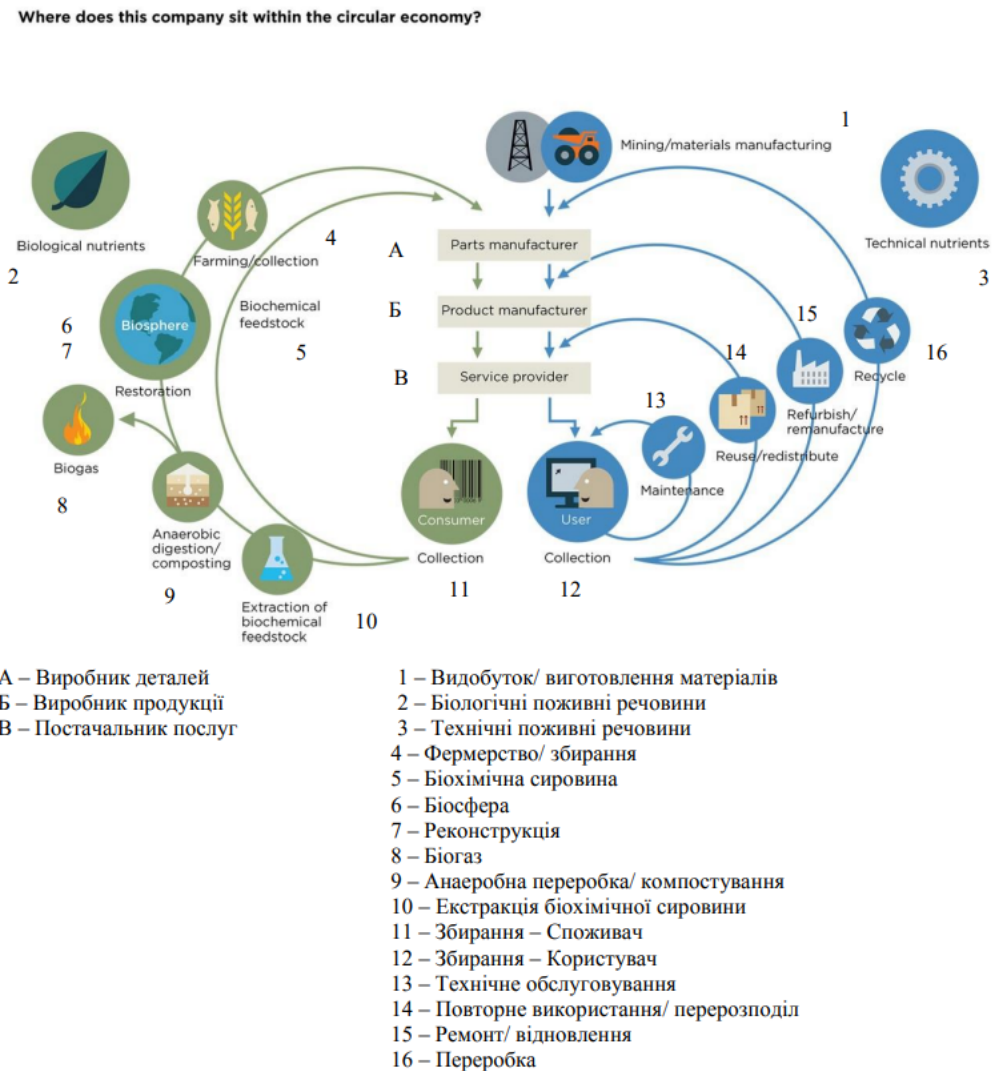 Where does this company sit within the circular economy?
1
Mining/materials manufacturing
Biological nutrients
2
Technical nutrients
3
4
Farming/collection
А
Parts manufacturer
Biochemical
feedstock
5
6
7
Biosphere
Restoration
Б
Product manufacturer
15
14
16
Recycle
В
Service provider
13
Refurbish/
remanufacture
Reuse/redistribute
Biogas
8
Maintenance
Consumer
User
Anaerobic
digestion/
composting
9
Collection
11
Collection
12
Extraction of
biochemical
feedstock
10
А – Виробник деталей
Б – Виробник продукції
В – Постачальник послуг
1 – Видобуток/ виготовлення матеріалів
2 – Біологічні поживні речовини
3 – Технічні поживні речовини
4 – Фермерство/ збирання
5 – Біохімічна сировина
6 – Біосфера
7 – Реконструкція
8 – Біогаз
9 – Анаеробна переробка/ компостування
10 – Екстракція біохімічної сировини
11 – Збирання – Споживач
12 – Збирання – Користувач
13 – Технічне обслуговування
14 – Повторне використання/ перерозподіл
15 – Ремонт/ відновлення
16 – Переробка